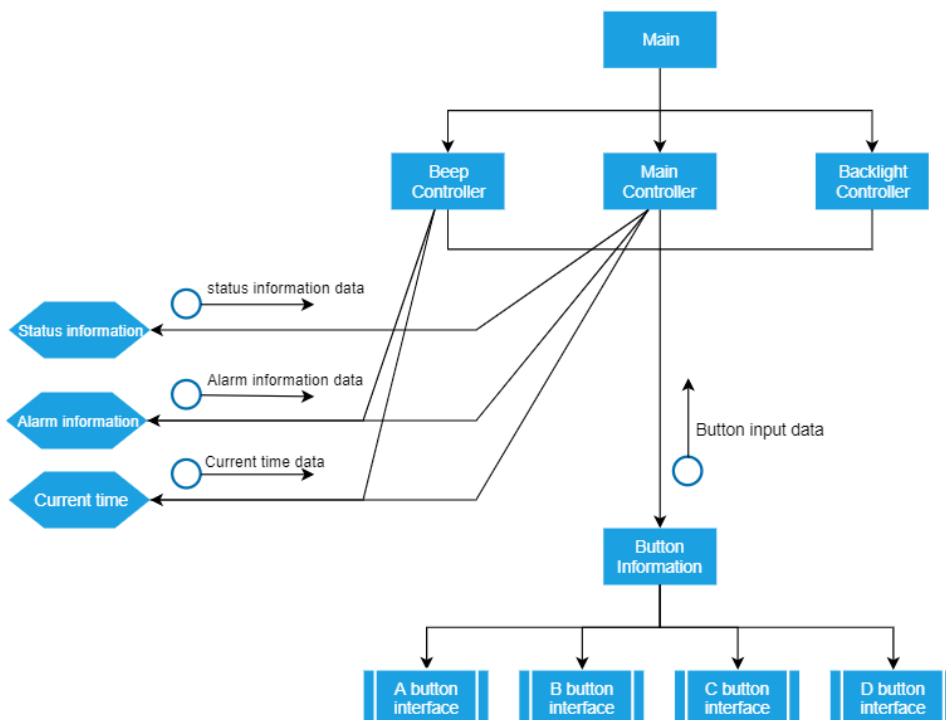 Main
Beep
Controller
Main
Controller
Backlight
Controller
status information data
Status information
Alarm information data
Alarm information
Button input data
Current time data
Current time
Button
Information
A button
interface
B button
interface
C button
interface
D button
interface